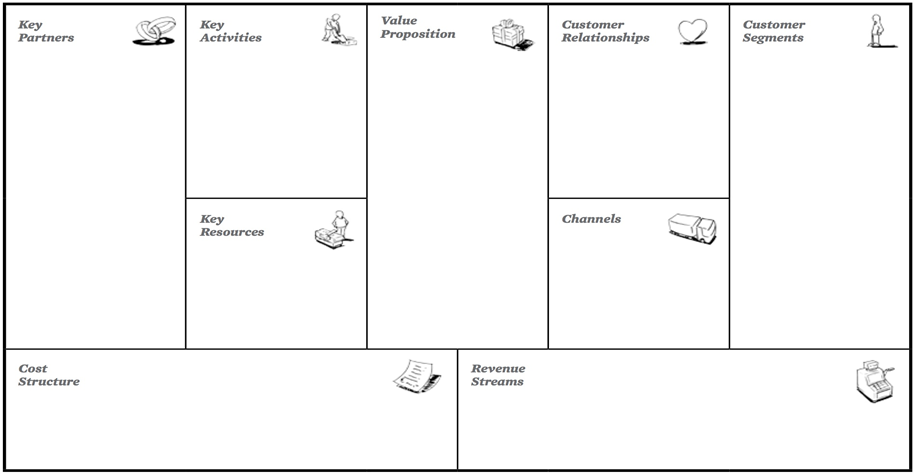 Key
Partners
Key
Activities
Value
Proposition
Customer
Relationships
Customer
Segments
Key
Resources
Channels
Cost
Structure
Revenue
Streams